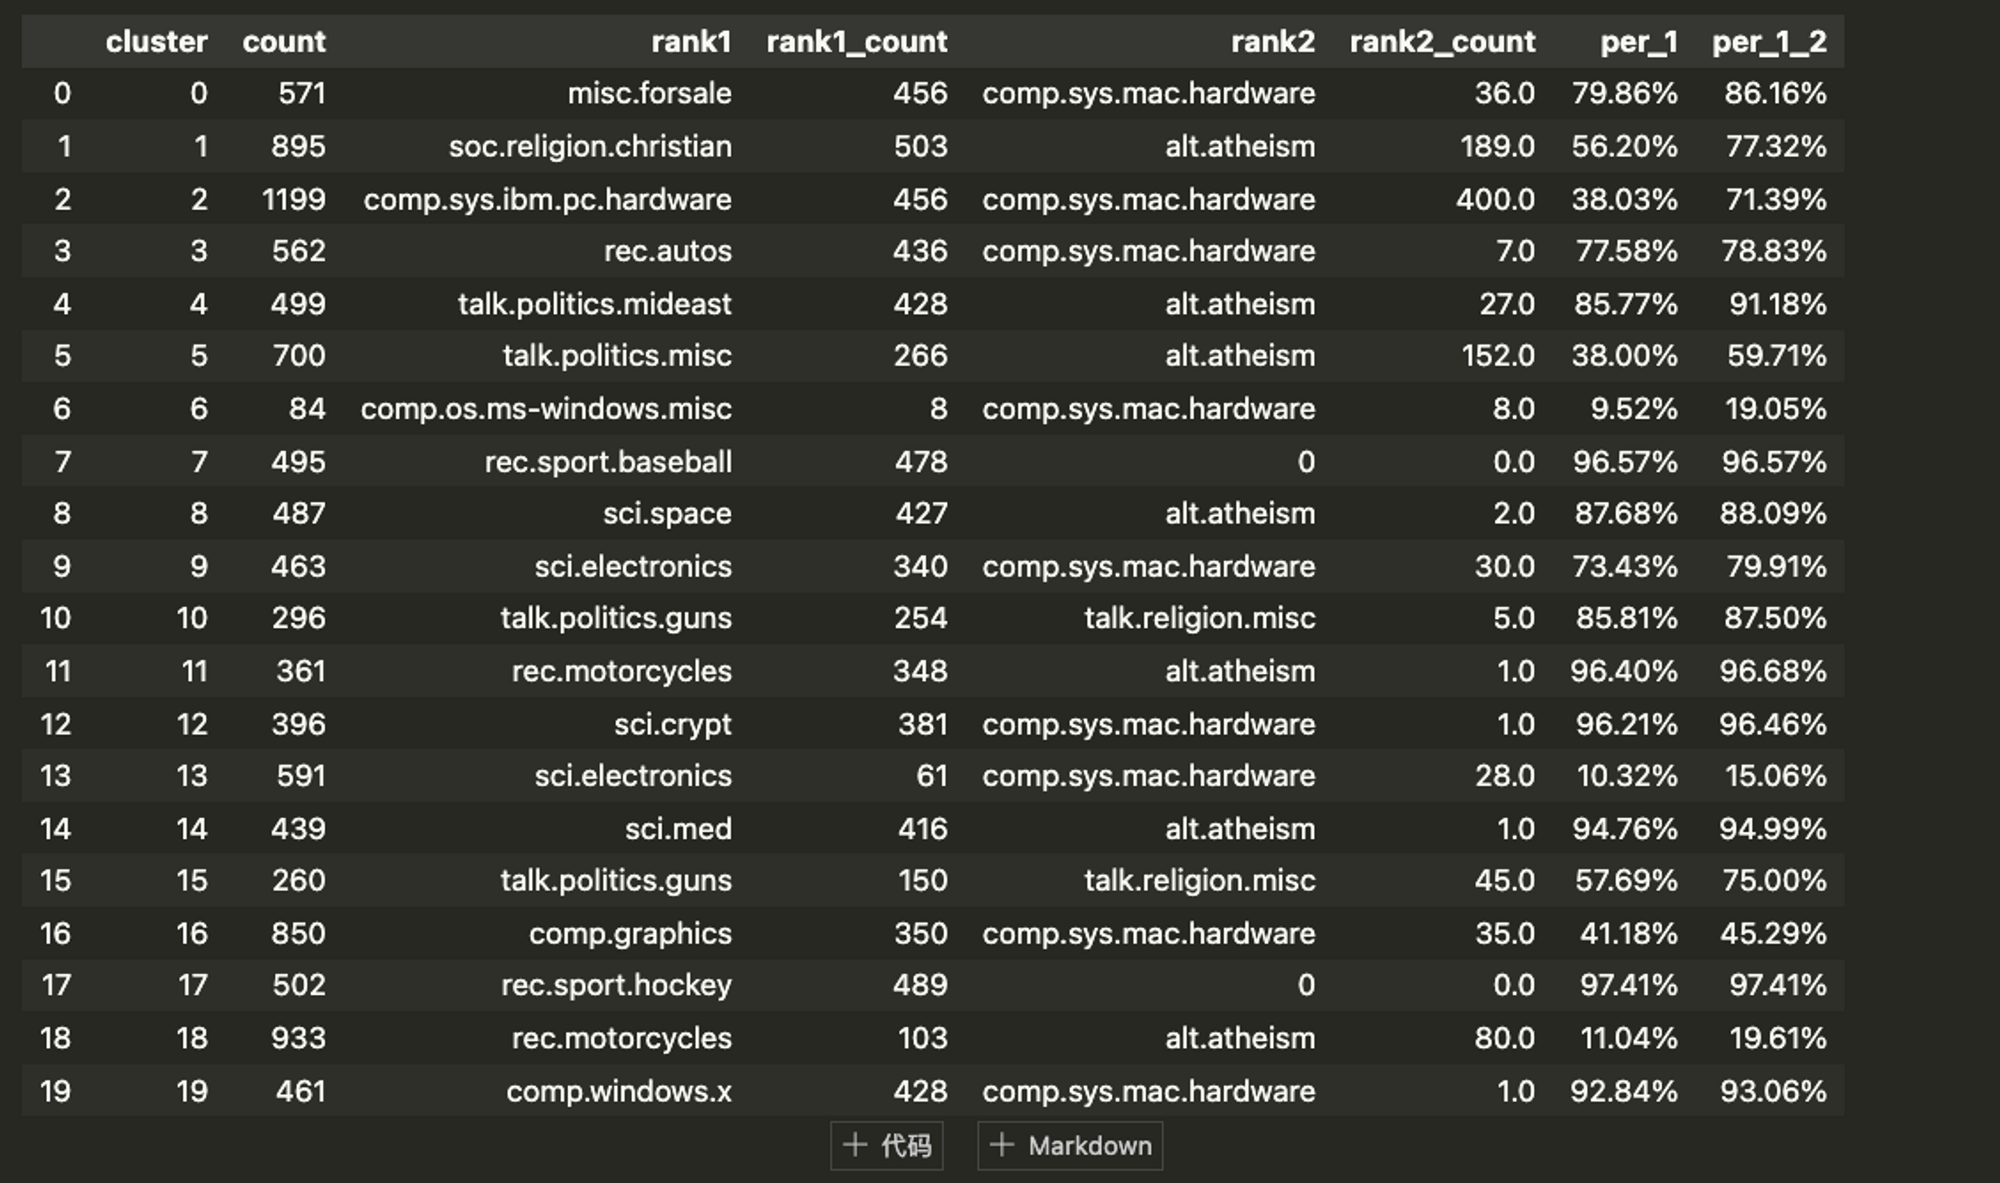 cluster count rank1 rank1_count rank2 rank2_count per_1 per_1_2
0 0 571 misc.forsale 456 comp.sys.mac.hardware 36.0 79.86% 86.16%
1 1 895 soc.religion.christian 503 alt.atheism 189.0 56.20% 77.32%
2 2 1199 comp.sys.ibm.pc.hardware 456 comp.sys.mac.hardware 400.0 38.03% 71.39%
3 3 562 rec.autos 436 comp.sys.mac.hardware 7.0 77.58% 78.83%
4 4 499 talk.politics.mideast 428 alt.atheism 27.0 85.77% 91.18%
5 5 700 talk.politics.misc 266 alt.atheism 152.0 38.00% 59.71%
6 6 84 comp.os.ms-windows.misc 8 comp.sys.mac.hardware 8.0 9.52% 19.05%
7 7 495 rec.sport.baseball 478 0 0.0 96.57% 96.57%
8 8 487 sci.space 427 alt.atheism 2.0 87.68% 88.09%
9 9 463 sci.electronics 340 comp.sys.mac.hardware 30.0 73.43% 79.91%
10 10 296 talk.politics.guns 254 talk.religion.misc 5.0 85.81% 87.50%
11 11 361 rec.motorcycles 348 alt.atheism 1.0 96.40% 96.68%
12 12 396 sci.crypt 381 comp.sys.mac.hardware 1.0 96.21% 96.46%
13 13 591 sci.electronics 61 comp.sys.mac.hardware 28.0 10.32% 15.06%
14 14 439 sci.med 416 alt.atheism 1.0 94.76% 94.99%
15 15 260 talk.politics.guns 150 talk.religion.misc 45.0 57.69% 75.00%
16 16 850 comp.graphics 350 comp.sys.mac.hardware 35.0 41.18% 45.29%
17 17 502 rec.sport.hockey 489 0 0.0 97.41% 97.41%
18 18 933 rec.motorcycles 103 alt.atheism 80.0 11.04% 19.61%
19 19 461 comp.windows.x 428 comp.sys.mac.hardware 1.0 92.84% 93.06%
+ 代码 + Markdown